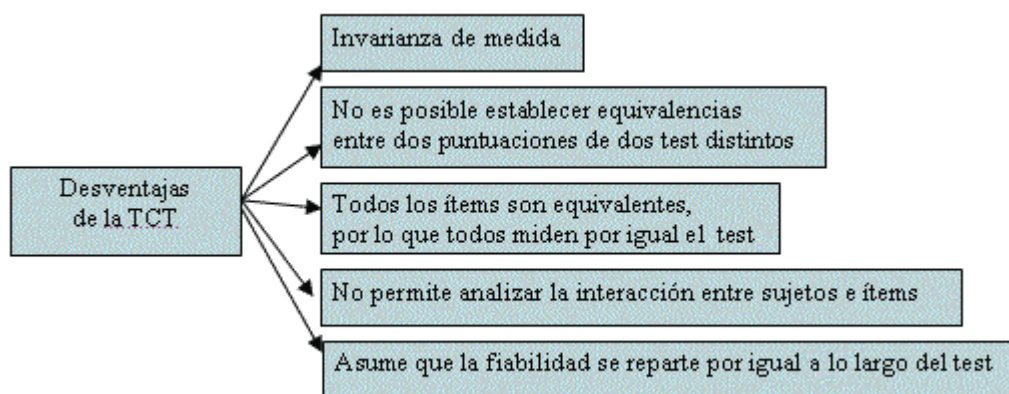 Desventajas
de la TCT
Invarianza de medida
No es posible establecer equivalencias
entre dos puntuaciones de dos test distintos
Todos los ítems son equivalentes,
por lo que todos miden por igual el test
No permite analizar la interacción entre sujetos e ítems
Asume que la fiabilidad se reparte por igual a lo largo del test